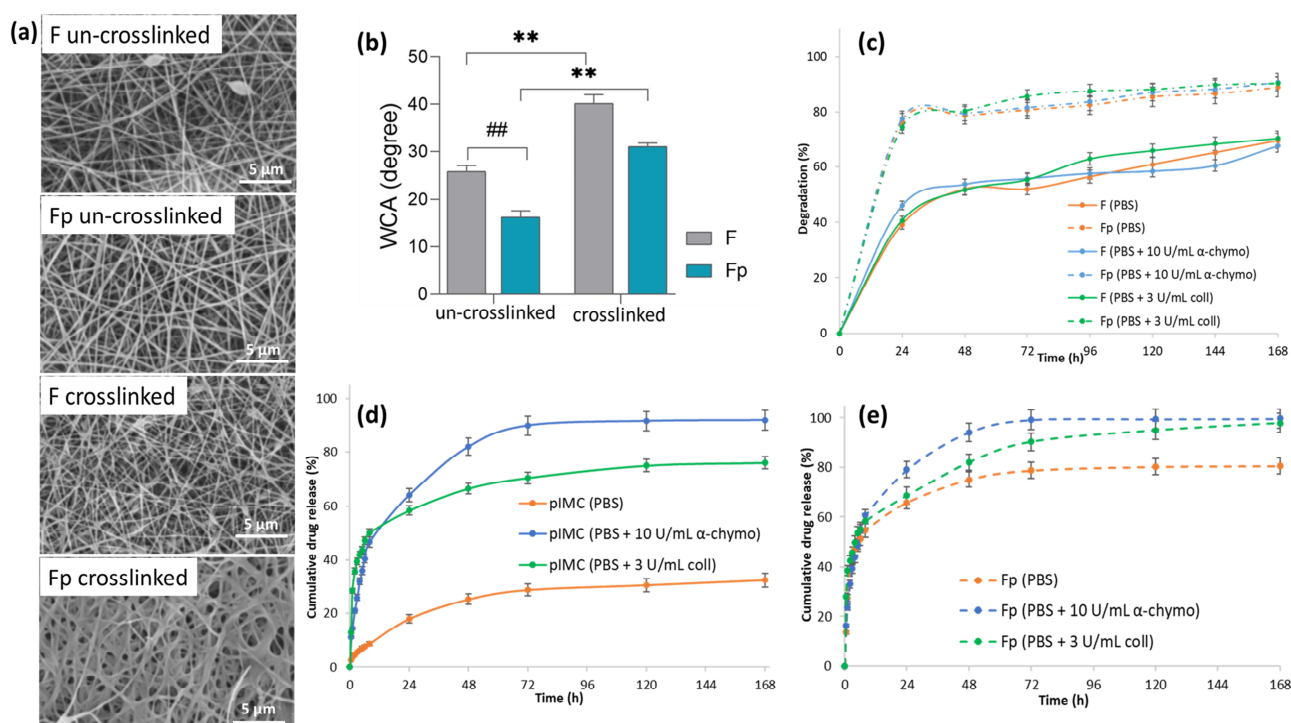 (a)
F un-crosslinked
5 μm
Fp un-crosslinked
5 μm
F crosslinked
5 μm
Fp crosslinked
5 μm
(b)
**
**
##
50
40
30
20
10
0
WCA (degree)
un-crosslinked
crosslinked
F
Fp
(c)
100
80
60
40
20
0
Degradation (%)
F (PBS)
Fp (PBS)
F (PBS + 10 U/mL α-chymo)
Fp (PBS + 10 U/mL α-chymo)
F (PBS + 3 U/mL coll)
Fp (PBS + 3 U/mL coll)
0 24 48 72 96 120 144 168
Time (h)
(d)
100
80
60
40
20
0
Cumulative drug release (%)
pIMC (PBS)
pIMC (PBS + 10 U/mL α-chymo)
pIMC (PBS + 3 U/mL coll)
0 24 48 72 96 120 144 168
Time (h)
(e)
100
80
60
40
20
0
Cumulative drug release (%)
Fp (PBS)
Fp (PBS + 10 U/mL α-chymo)
Fp (PBS + 3 U/mL coll)
0 24 48 72 96 120 144 168
Time (h)